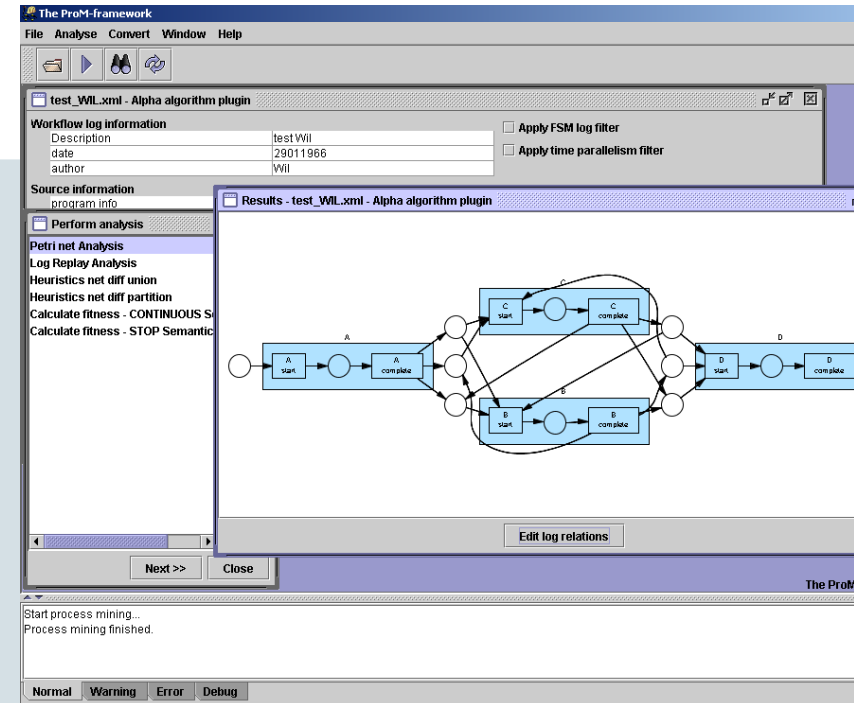 The ProM-framework
File Analyse Convert Window Help
test_WIL.xml - Alpha algorithm plugin
Workflow log information
Description test Wil
date 29011966
author Wil
Apply FSM log filter
Apply time parallelism filter
Source information
program info
Results - test_WIL.xml - Alpha algorithm plugin
Perform analysis
Petri net Analysis
Log Replay Analysis
Heuristics net diff union
Heuristics net diff partition
Calculate fitness - CONTINUOUS S
Calculate fitness - STOP Semantic
C
C
start
C
complete
A
A
start
A
complete
D
D
start
D
complete
B
B
start
B
complete
Edit log relations
Next >> Close
The ProM
Start process mining...
Process mining finished.
Normal Warning Error Debug